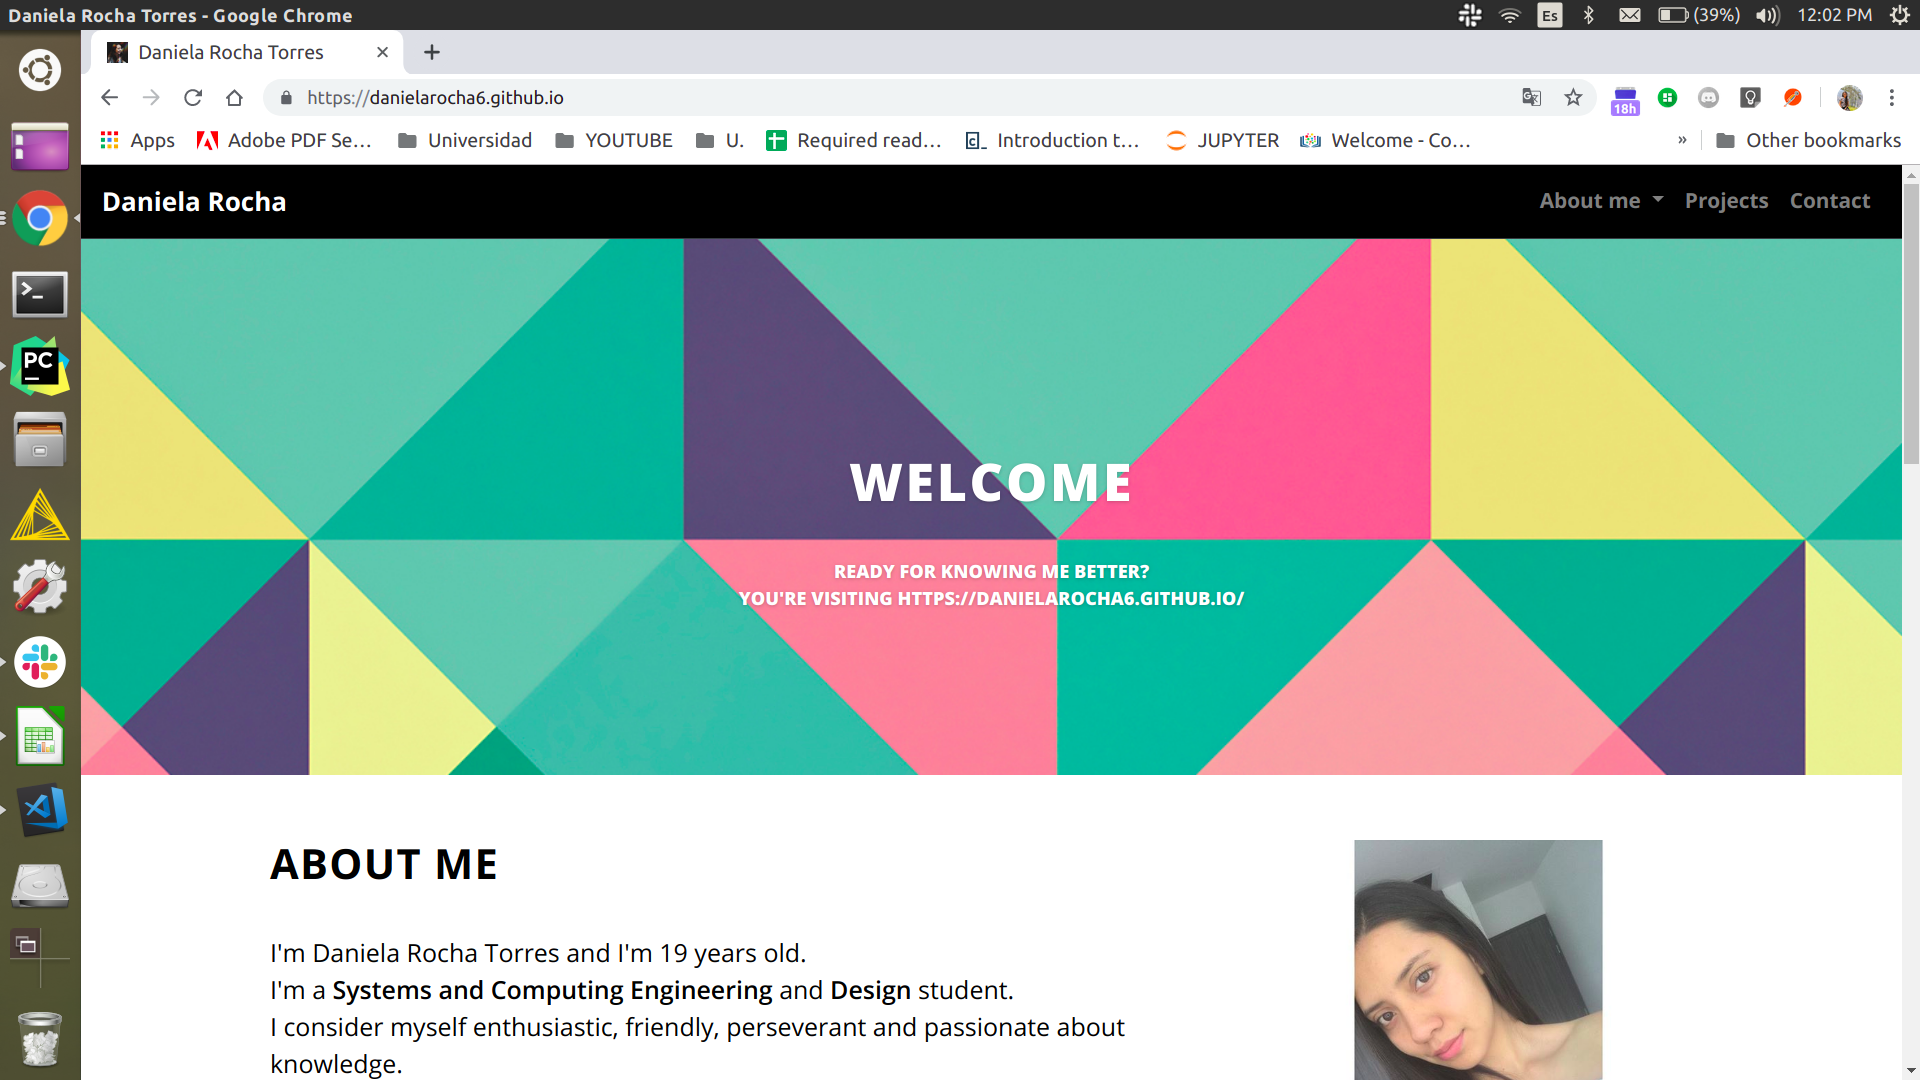 Daniela Rocha Torres - Google Chrome
Es
(39%)
12:02 PM
Daniela Rocha Torres
https://danielarocha6.github.io
18h
Apps
Adobe PDF Se...
Universidad
YOUTUBE
U.
Required read...
Introduction t...
JUPYTER
Welcome - Co...
»
Other bookmarks
Daniela Rocha
About me
Projects
Contact
WELCOME
READY FOR KNOWING ME BETTER?
YOU'RE VISITING HTTPS://DANIELAROCHA6.GITHUB.IO/
ABOUT ME
I'm Daniela Rocha Torres and I'm 19 years old.
I'm a Systems and Computing Engineering and Design student.
I consider myself enthusiastic, friendly, perseverant and passionate about
knowledge.
PC